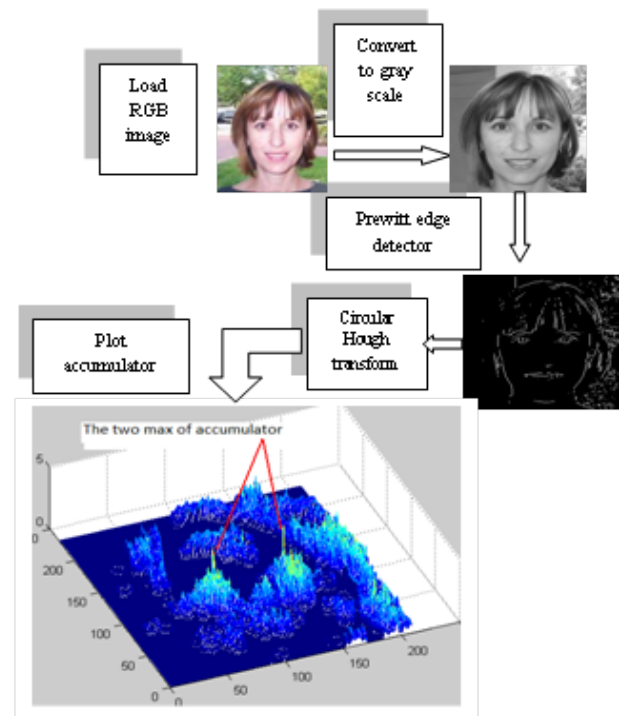 Load
RGB
image
Convert
to gray
scale
Prewitt edge
detector
Circular
Hough
transform
Plot
accumulator
The two max of accumulator
5
0
0
200
150
100
50
0
0
50
100
150
200